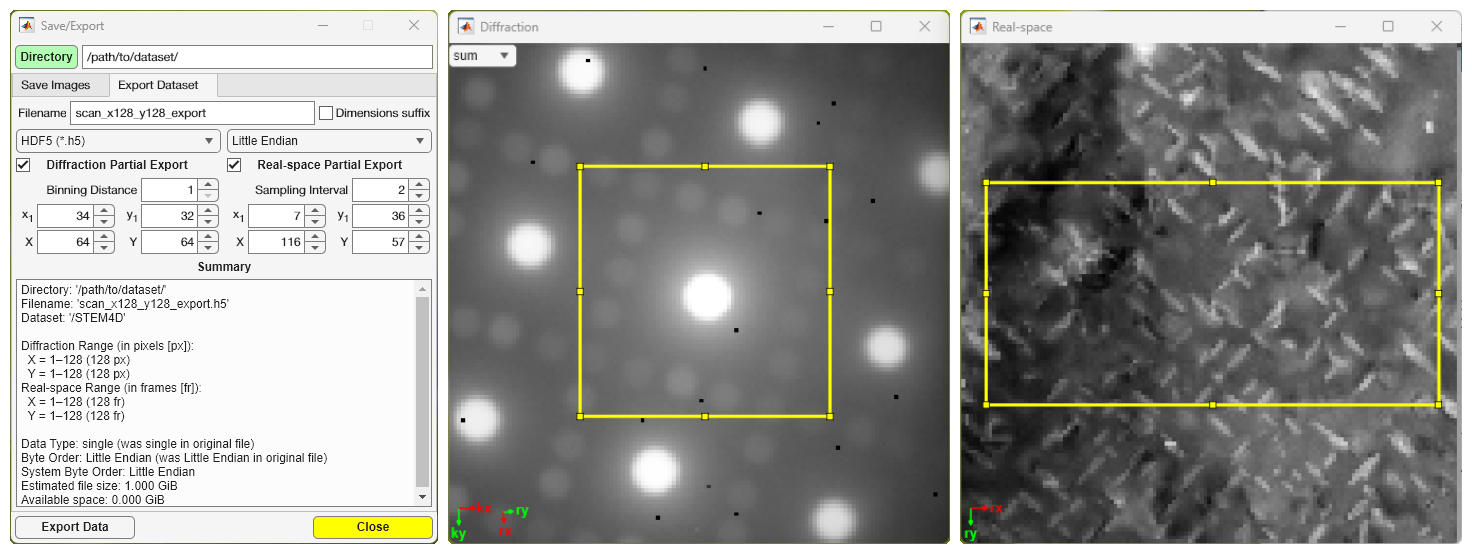 Save/Export
Directory /path/to/dataset/
Save Images Export Dataset
Filename scan_x128_y128_export Dimensions suffix
HDF5 (*.h5) Little Endian
Diffraction Partial Export Real-space Partial Export
Binning Distance 1 Sampling Interval 2
x1 34 y1 32 x1 7 y1 36
X 64 Y 64 X 116 Y 57
Summary
Directory: '/path/to/dataset/'
Filename: 'scan_x128_y128_export.h5'
Dataset: '/STEM4D'
Diffraction Range (in pixels [px]):
X = 1–128 (128 px)
Y = 1–128 (128 px)
Real-space Range (in frames [fr]):
X = 1–128 (128 fr)
Y = 1–128 (128 fr)
Data Type: single (was single in original file)
Byte Order: Little Endian (was Little Endian in original file)
System Byte Order: Little Endian
Estimated file size: 1.000 GiB
Available space: 0.000 GiB
Export Data Close
Diffraction
sum
kx
ky
ry
rx
Real-space
rx
ry